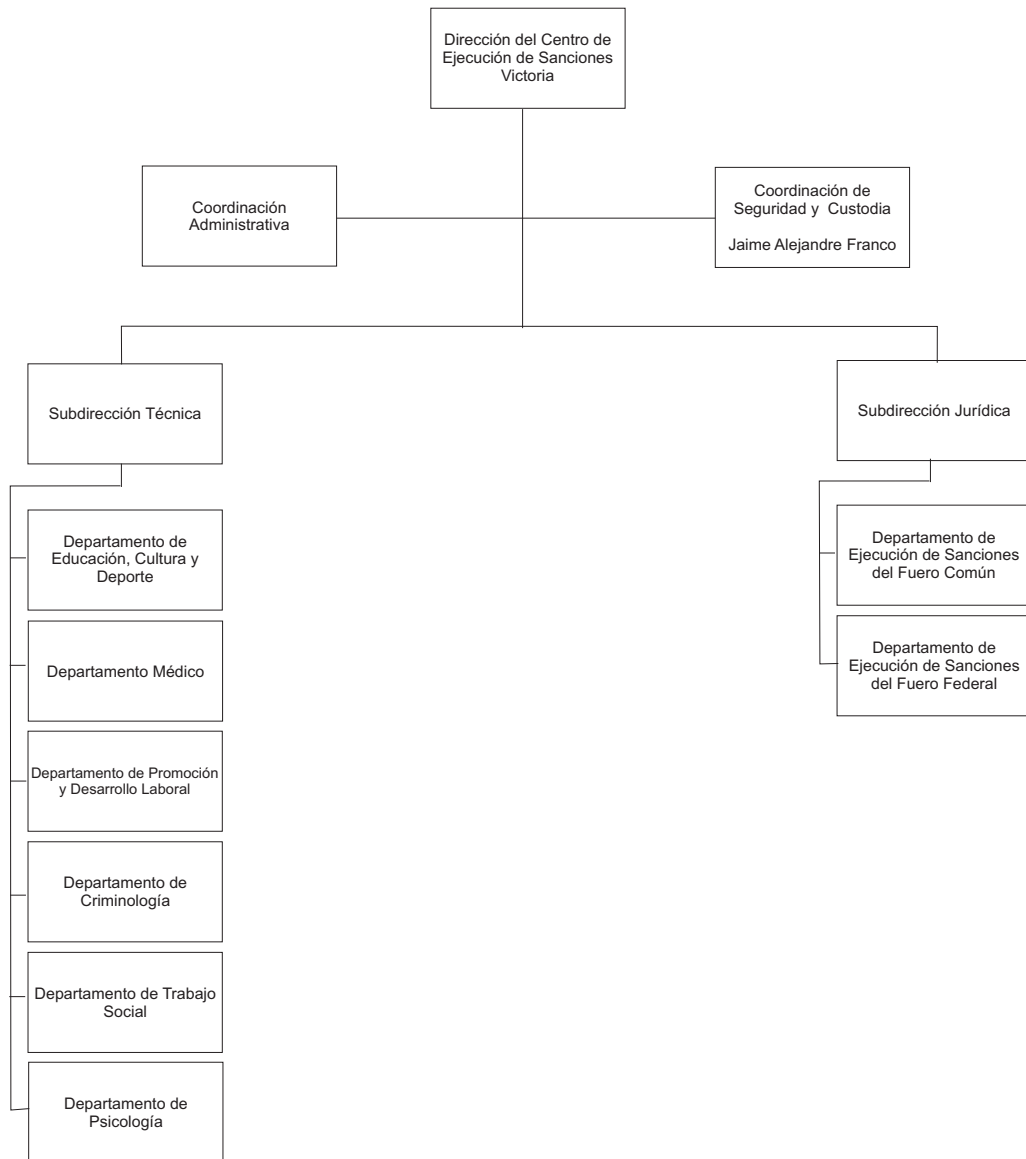 Dirección del Centro de
Ejecución de Sanciones
Victoria
Coordinación
Administrativa
Coordinación de
Seguridad y Custodia
Jaime Alejandre Franco
Subdirección Técnica
Subdirección Jurídica
Departamento de
Educación, Cultura y
Deporte
Departamento Médico
Departamento de Promoción
y Desarrollo Laboral
Departamento de
Criminología
Departamento de Trabajo
Social
Departamento de
Psicología
Departamento de
Ejecución de Sanciones
del Fuero Común
Departamento de
Ejecución de Sanciones
del Fuero Federal